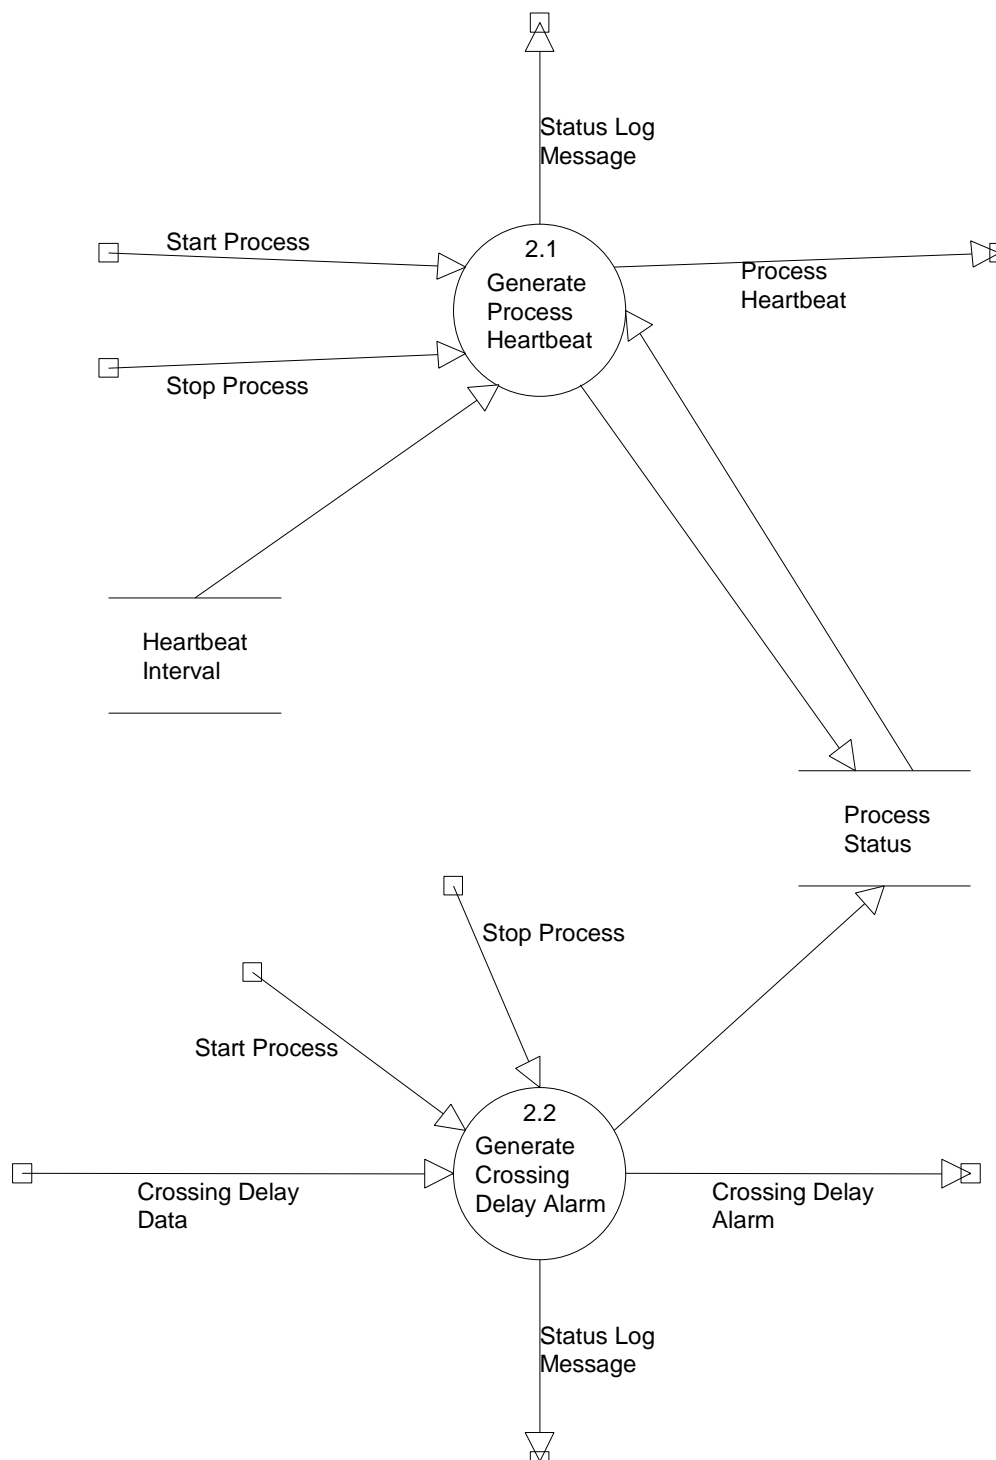 Status Log
Message
Start Process
2.1
Generate
Process
Heartbeat
Process
Heartbeat
Stop Process
Heartbeat
Interval
Process
Status
Stop Process
Start Process
2.2
Generate
Crossing
Delay Alarm
Crossing Delay
Data
Crossing Delay
Alarm
Status Log
Message